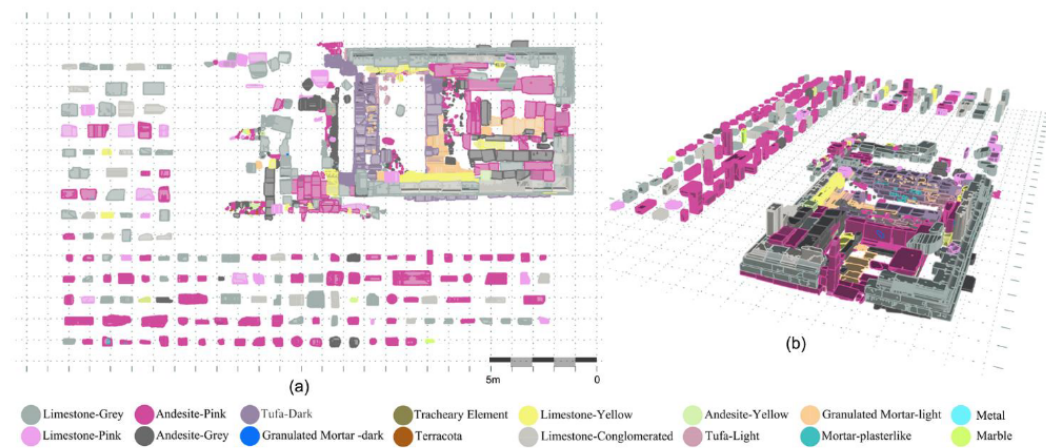 (b)
5m 0
(a)
Limestone-Grey Andesite-Pink Tufa-Dark Tracheary Element Limestone-Yellow Andesite-Yellow Granulated Mortar-light Metal
Limestone-Pink Andesite-Grey Granulated Mortar -dark Terracota Limestone-Conglomerated Tufa-Light Mortar-plasterlike Marble